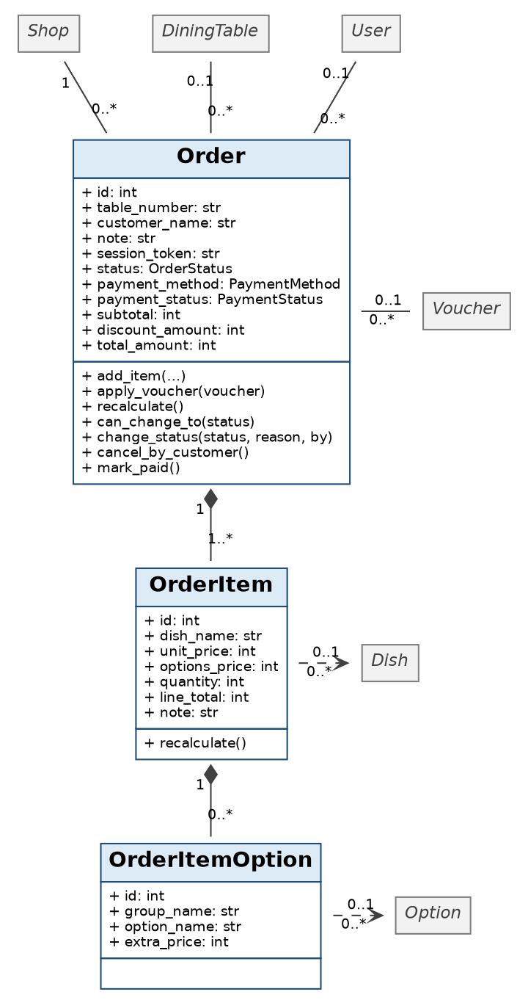 Shop
DiningTable
User
1
0..1
0..1
0..*
0..*
0..*
Order
+ id: int
+ table_number: str
+ customer_name: str
+ note: str
+ session_token: str
+ status: OrderStatus
+ payment_method: PaymentMethod
+ payment_status: PaymentStatus
+ subtotal: int
+ discount_amount: int
+ total_amount: int
0..1
0..*
Voucher
+ add_item(...)
+ apply_voucher(voucher)
+ recalculate()
+ can_change_to(status)
+ change_status(status, reason, by)
+ cancel_by_customer()
+ mark_paid()
1
1..*
OrderItem
+ id: int
+ dish_name: str
+ unit_price: int
+ options_price: int
+ quantity: int
+ line_total: int
+ note: str
0..1
0..*
Dish
+ recalculate()
1
0..*
OrderItemOption
+ id: int
+ group_name: str
+ option_name: str
+ extra_price: int
0..1
0..*
Option